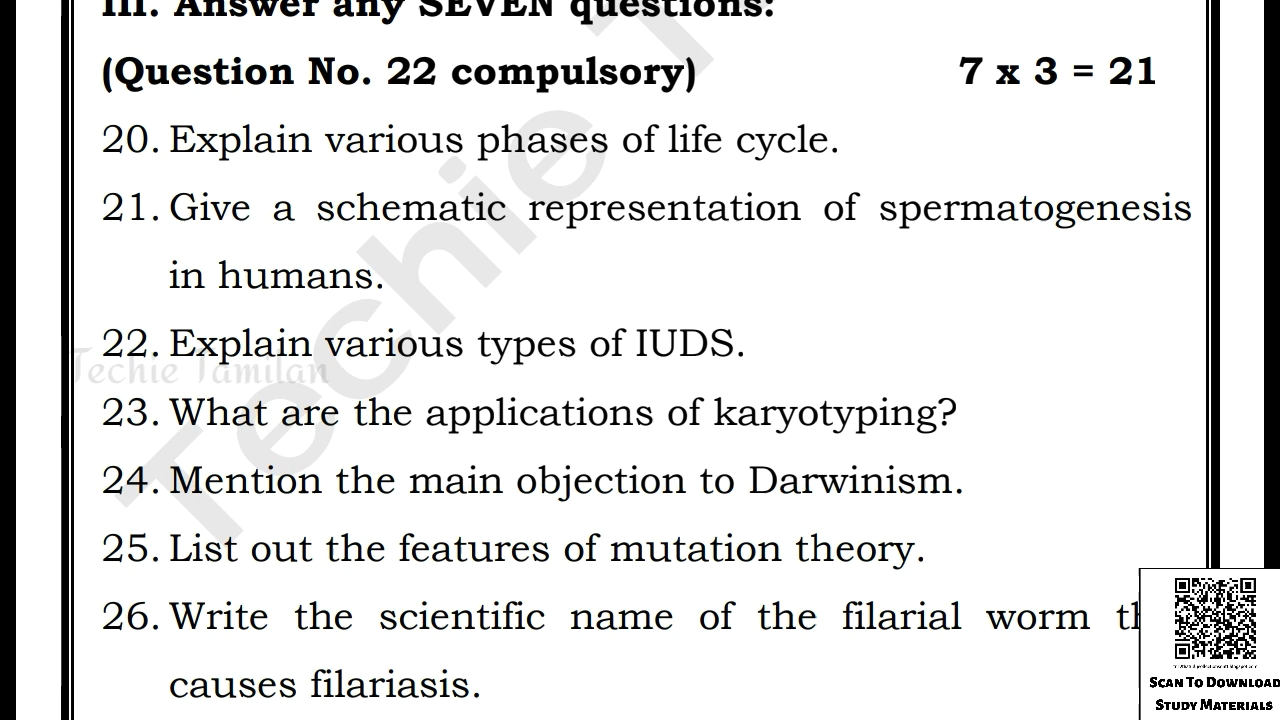 III. Answer any SEVEN questions:
(Question No. 22 compulsory) 7 x 3 = 21
20. Explain various phases of life cycle.
21. Give a schematic representation of spermatogenesis
in humans.
22. Explain various types of IUDS.
Techie Tamilan
23. What are the applications of karyotyping?
24. Mention the main objection to Darwinism.
25. List out the features of mutation theory.
26. Write the scientific name of the filarial worm
causes filariasis.
Techie T
SCAN TO DOWNLOAD
STUDY MATERIALS